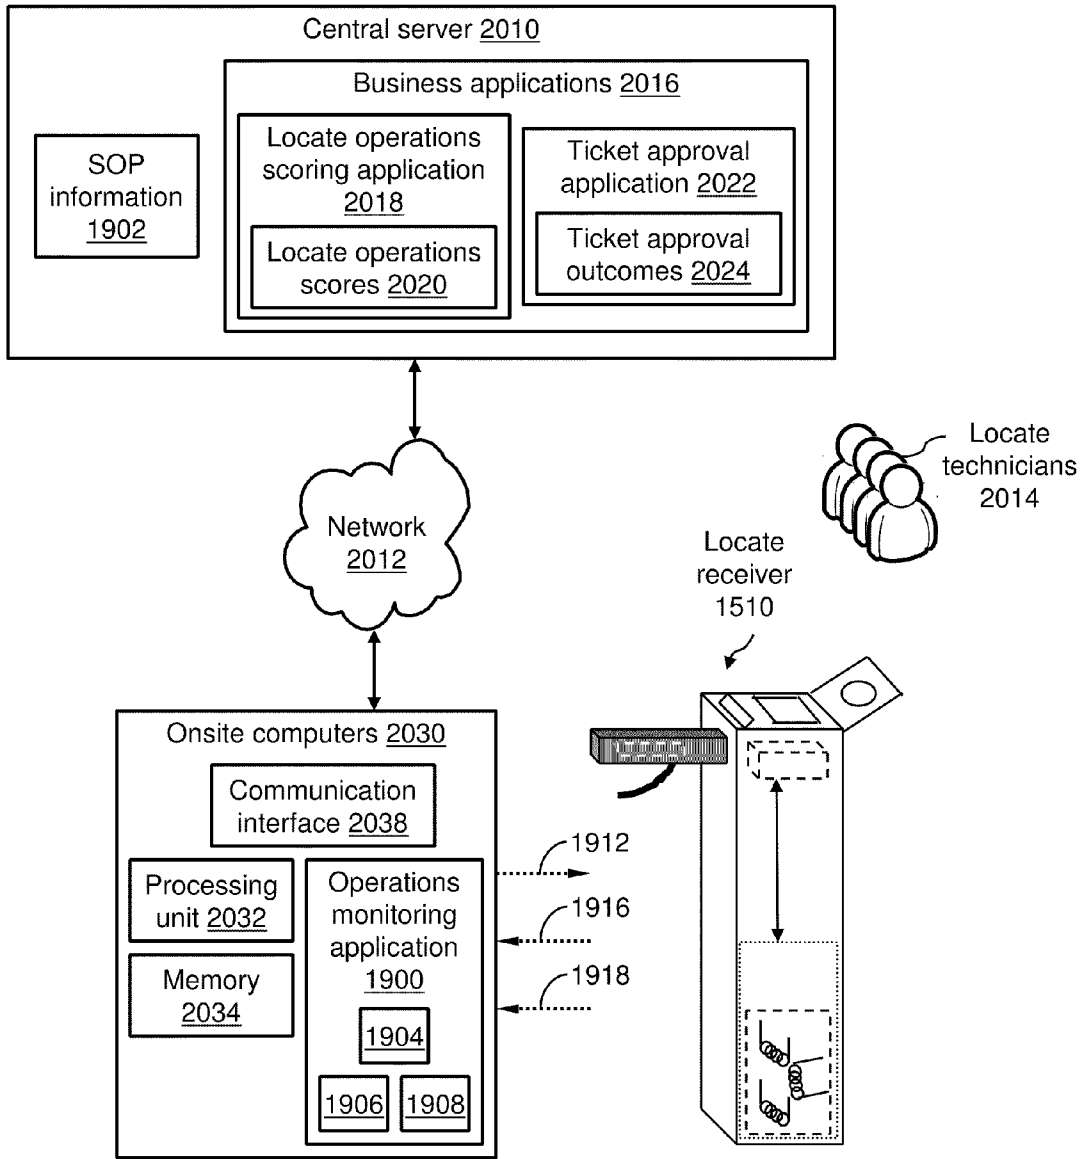 Central server 2010
Business applications 2016
SOP
information
1902
Locate operations
scoring application
2018
Locate operations
scores 2020
Ticket approval
application 2022
Ticket approval
outcomes 2024
Network
2012
Locate
technicians
2014
Locate
receiver
1510
Onsite computers 2030
Communication
interface 2038
Processing
unit 2032
Memory
2034
Operations
monitoring
application
1900
1904
1906
1908
1912
1916
1918